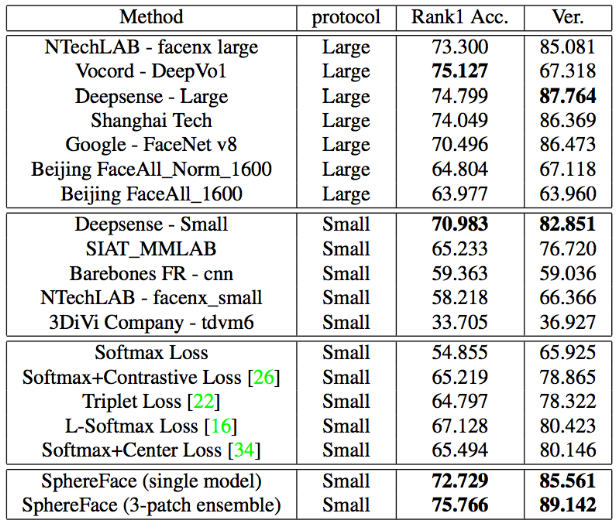 Method protocol Rank1 Acc. Ver.
NTechLAB - facenx large Large 73.300 85.081
Vocord - DeepVo1 Large 75.127 67.318
Deepsense - Large Large 74.799 87.764
Shanghai Tech Large 74.049 86.369
Google - FaceNet v8 Large 70.496 86.473
Beijing FaceAll_Norm_1600 Large 64.804 67.118
Beijing FaceAll_1600 Large 63.977 63.960
Deepsense - Small Small 70.983 82.851
SIAT_MMLAB Small 65.233 76.720
Barebones FR - cnn Small 59.363 59.036
NTechLAB - facenx_small Small 58.218 66.366
3DiVi Company - tdvm6 Small 33.705 36.927
Softmax Loss Small 54.855 65.925
Softmax+Contrastive Loss [26] Small 65.219 78.865
Triplet Loss [22] Small 64.797 78.322
L-Softmax Loss [16] Small 67.128 80.423
Softmax+Center Loss [34] Small 65.494 80.146
SphereFace (single model) Small 72.729 85.561
SphereFace (3-patch ensemble) Small 75.766 89.142